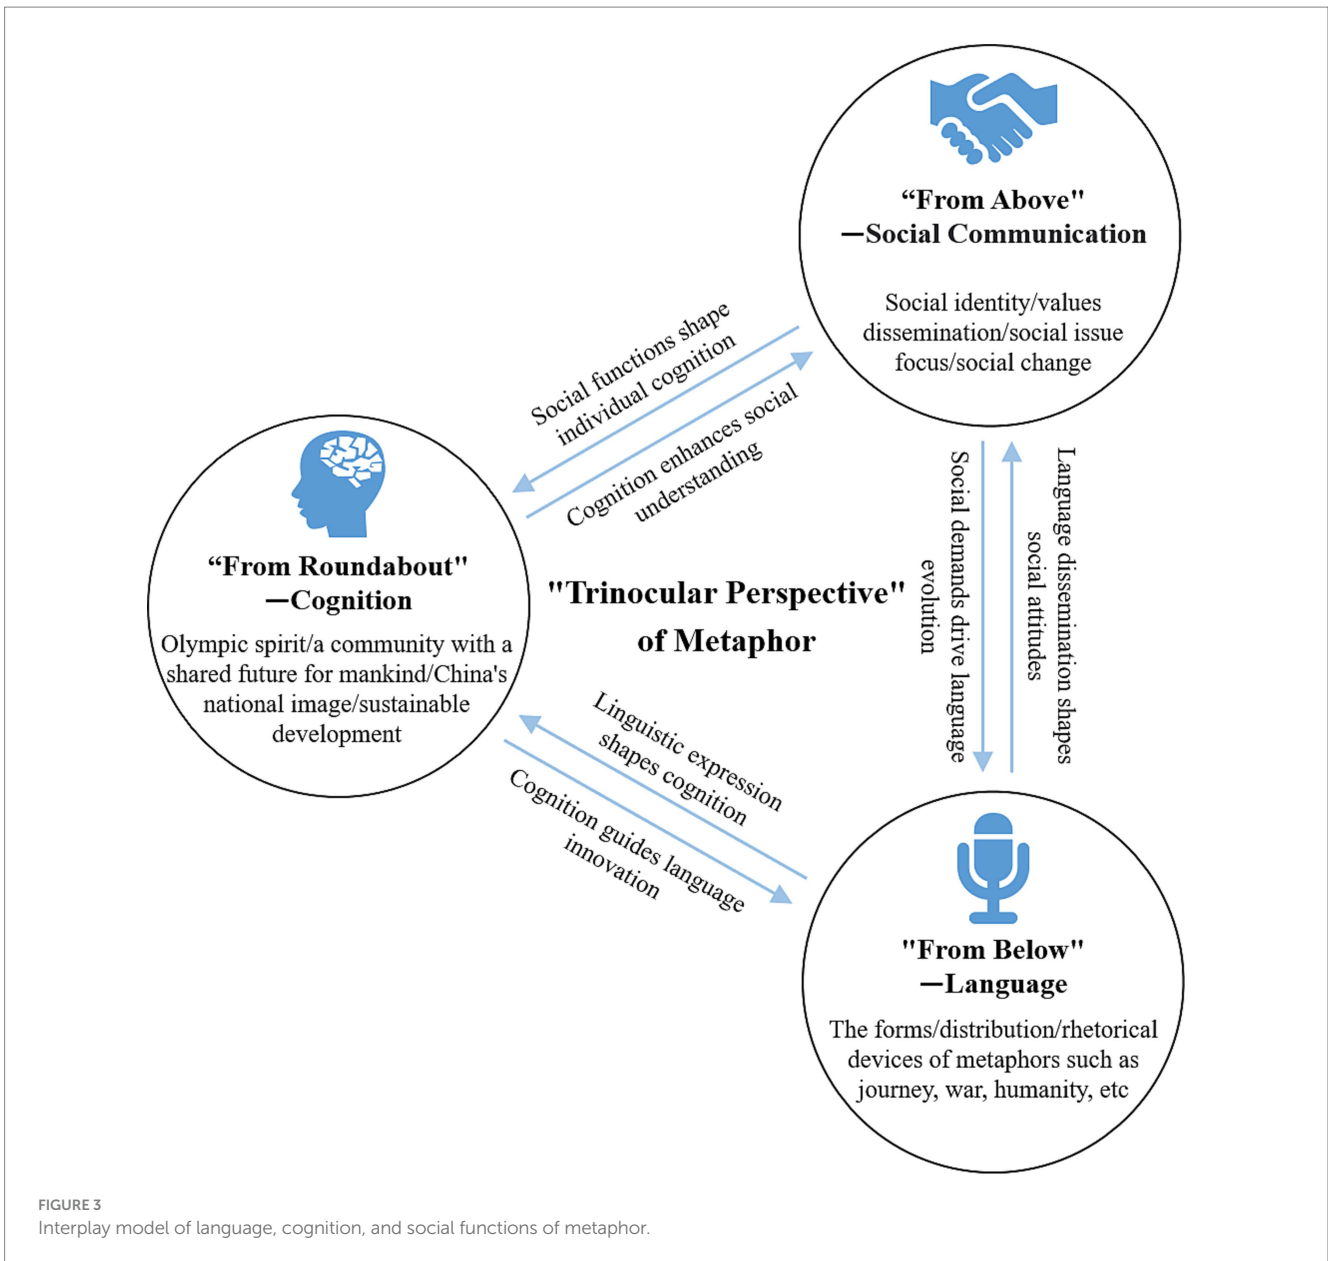 “From Above"
—Social Communication
Social identity/values
dissemination/social issue
focus/social change
Social functions shape
individual cognition
Cognition enhances social
understanding
“From Roundabout"
—Cognition
Olympic spirit/a community with a
shared future for mankind/China's
national image/sustainable
development
"Trinocular Perspective"
of Metaphor
Social demands drive language
evolution
Language dissemination shapes
social attitudes
Linguistic expression
shapes cognition
Cognition guides language
innovation
"From Below"
—Language
The forms/distribution/rhetorical
devices of metaphors such as
journey, war, humanity, etc
FIGURE 3
Interplay model of language, cognition, and social functions of metaphor.